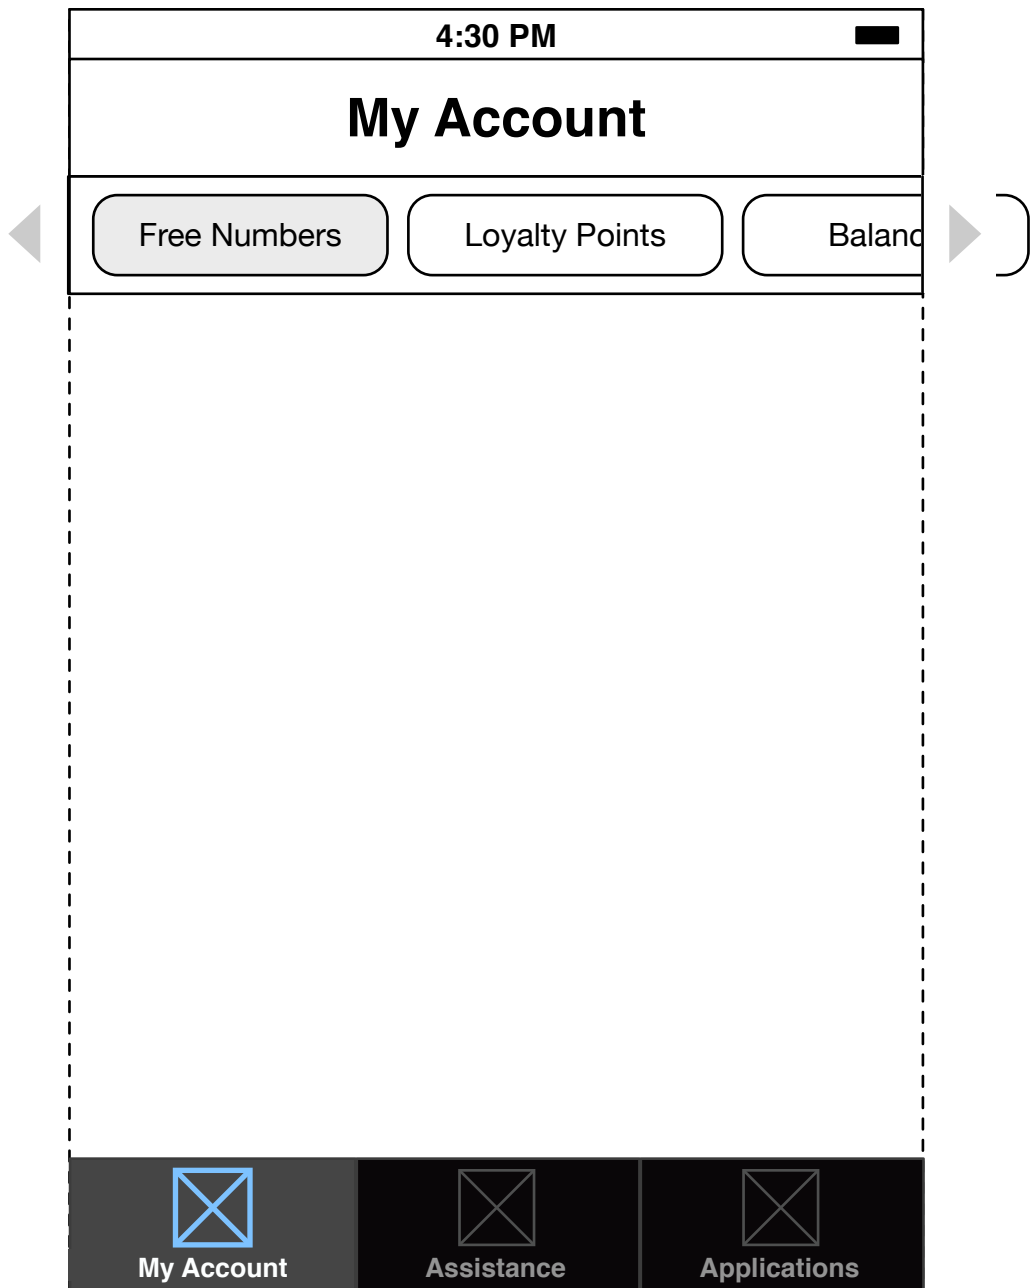 4:30 PM
My Account
Free Numbers Loyalty Points Balanc
My Account Assistance Applications